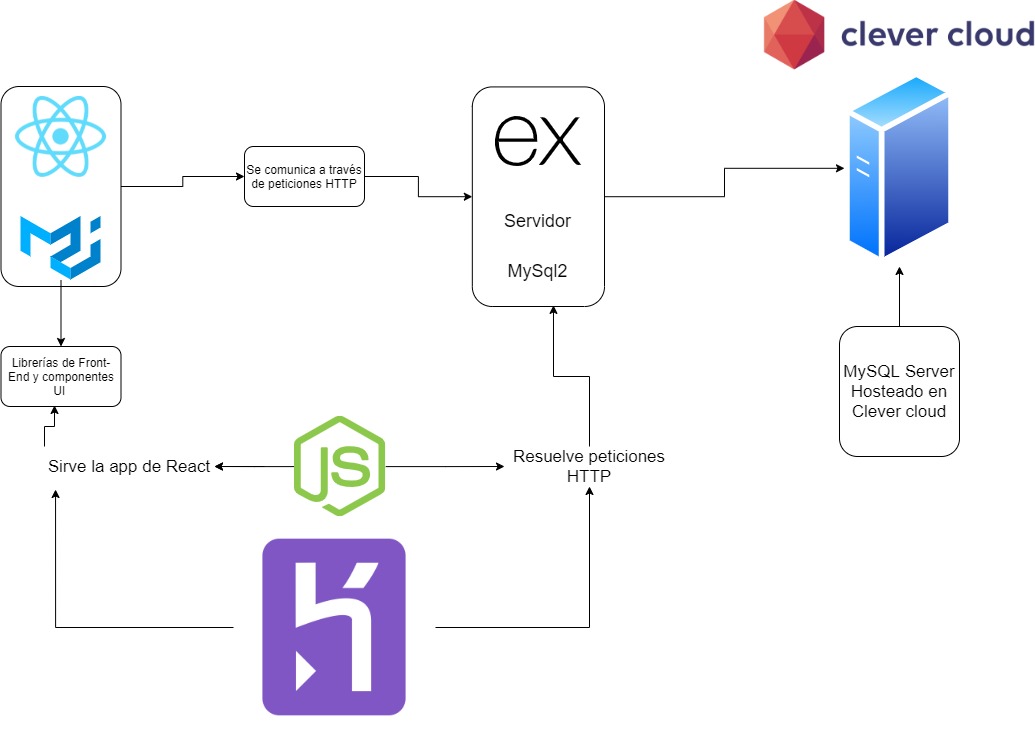 clever cloud
Se comunica a través
de peticiones HTTP
ex
Servidor
MySql2
Librerías de Front-
End y componentes
UI
MySQL Server
Hosteado en
Clever cloud
Sirve la app de React
JS
Resuelve peticiones
HTTP